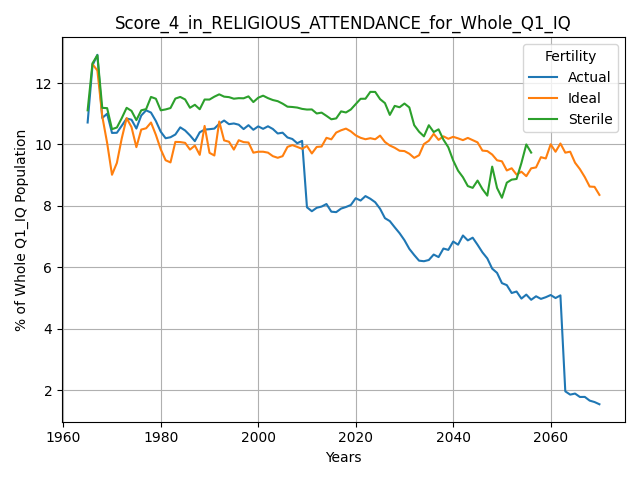 Score_4_in_RELIGIOUS_ATTENDANCE_for_Whole_Q1_IQ
% of Whole Q1_IQ Population
12
10
8
6
4
2
Fertility
Actual
Ideal
Sterile
1960
1980
2000
2020
2040
2060
Years